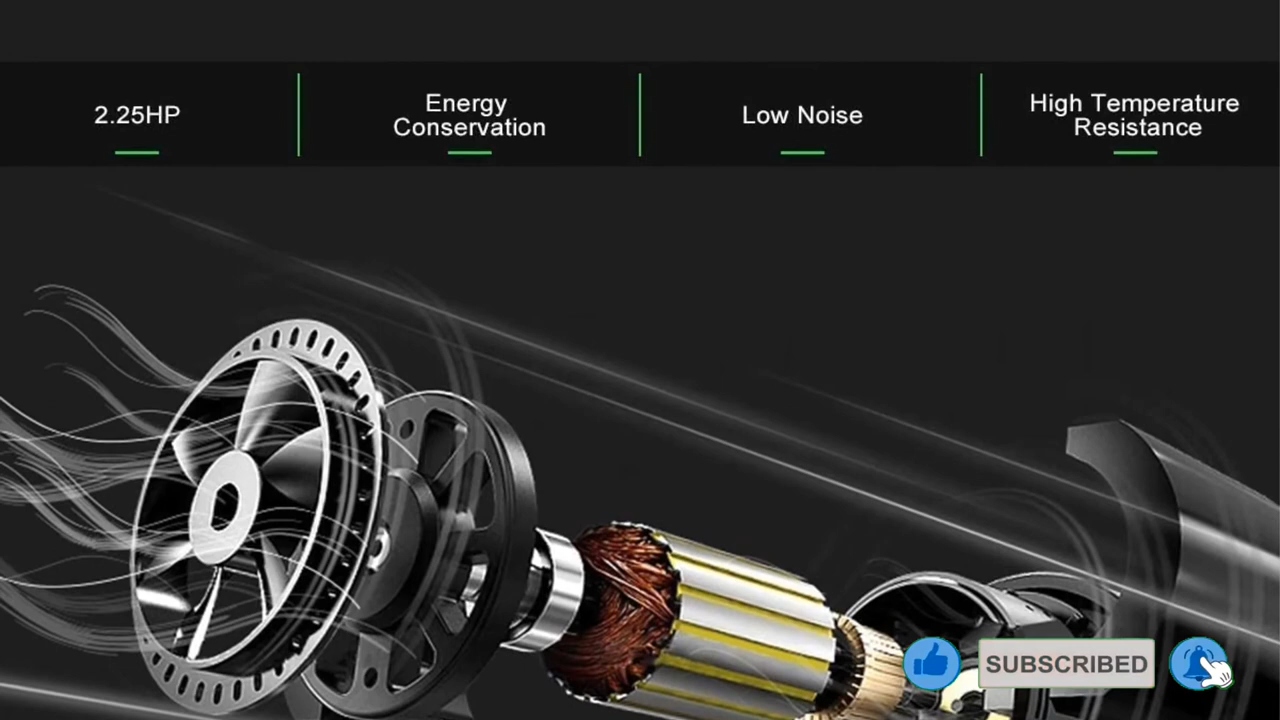 2.25HP
Energy
Conservation
Low Noise
High Temperature
Resistance
SUBSCRIBED